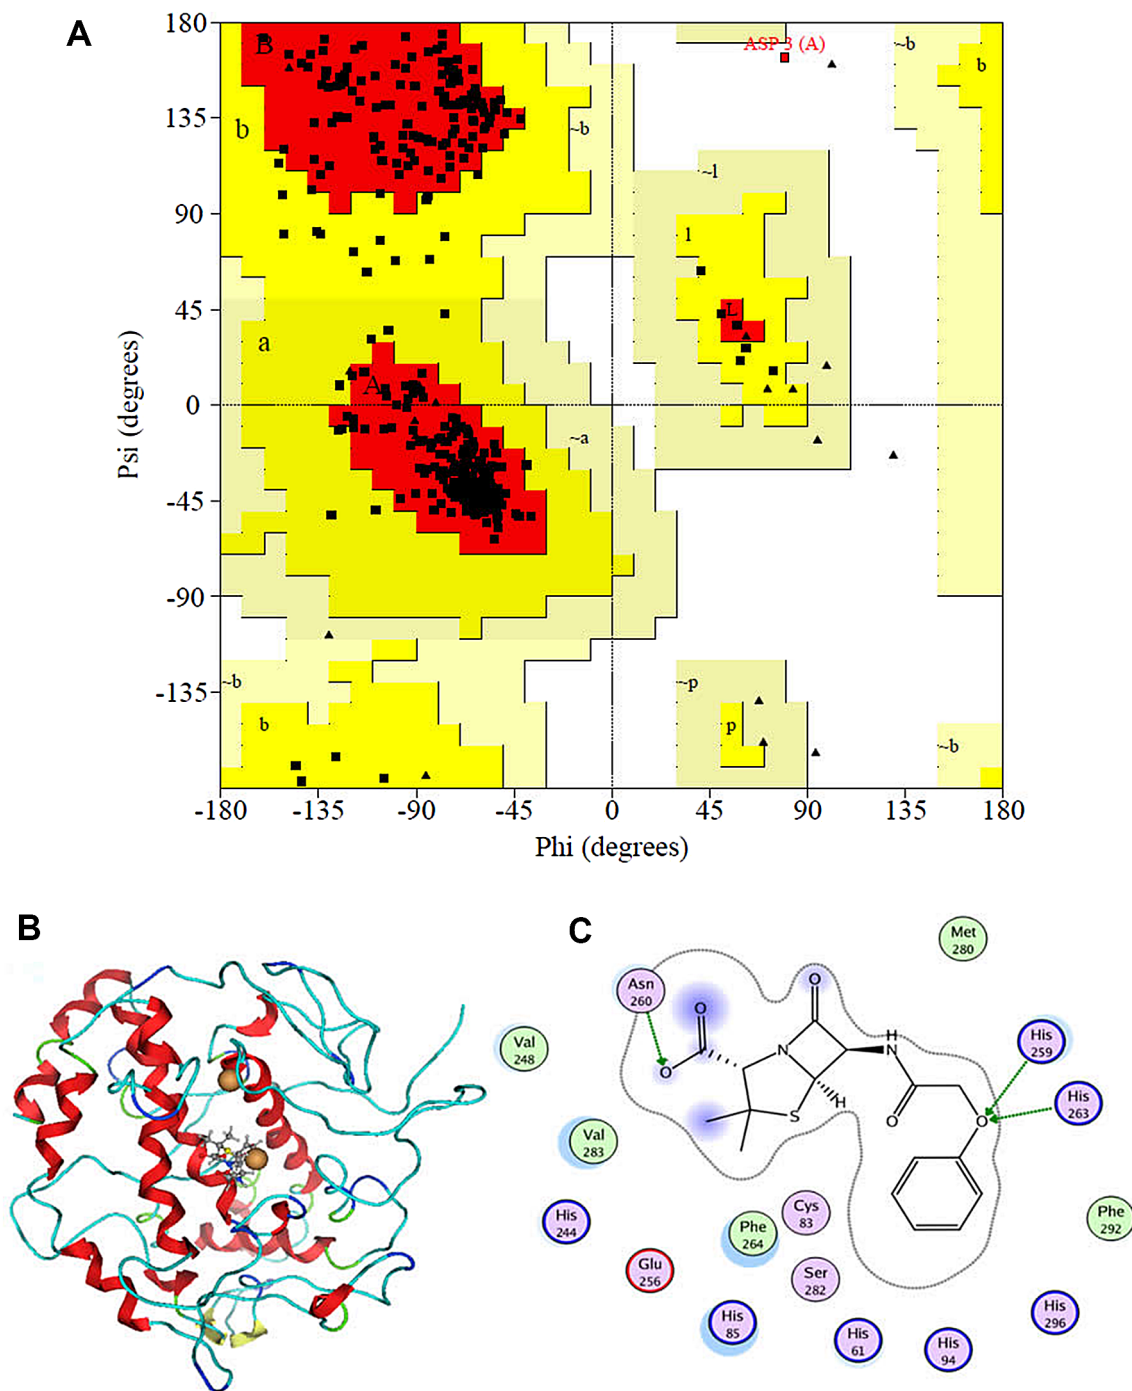 A
180
135
90
45
0
-45
-90
-135
-180
-135
-90
-45
0
45
90
135
180
Psi (degrees)
Phi (degrees)
B
ASP 3 (A)
~b
b
b
~b
~l
l
L
a
A
~a
~b
b
~p
p
~b
B
C
Met
280
Asn
260
Val
248
His
259
His
263
Val
283
His
244
Cys
83
Phe
264
Phe
292
Glu
256
Ser
282
His
85
His
61
His
94
His
296
O
O
O
N
H
N
S
H
O
O